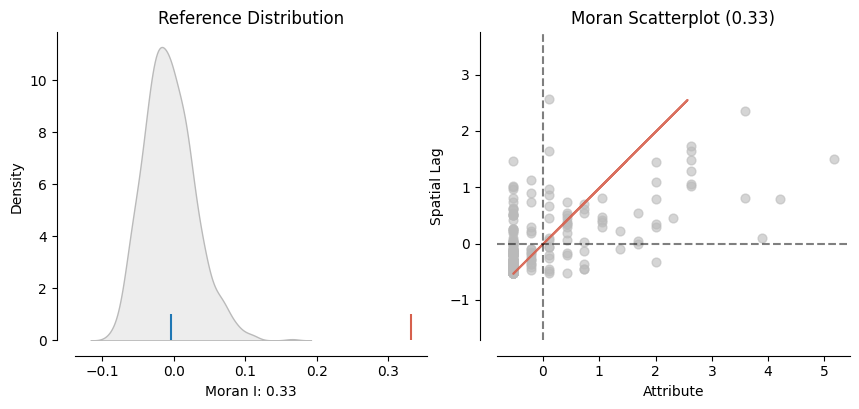 Reference Distribution
Density
10
8
6
4
2
0
−0.1 0.0 0.1 0.2 0.3
Moran I: 0.33
Moran Scatterplot (0.33)
Spatial Lag
3
2
1
0
−1
0 1 2 3 4 5
Attribute